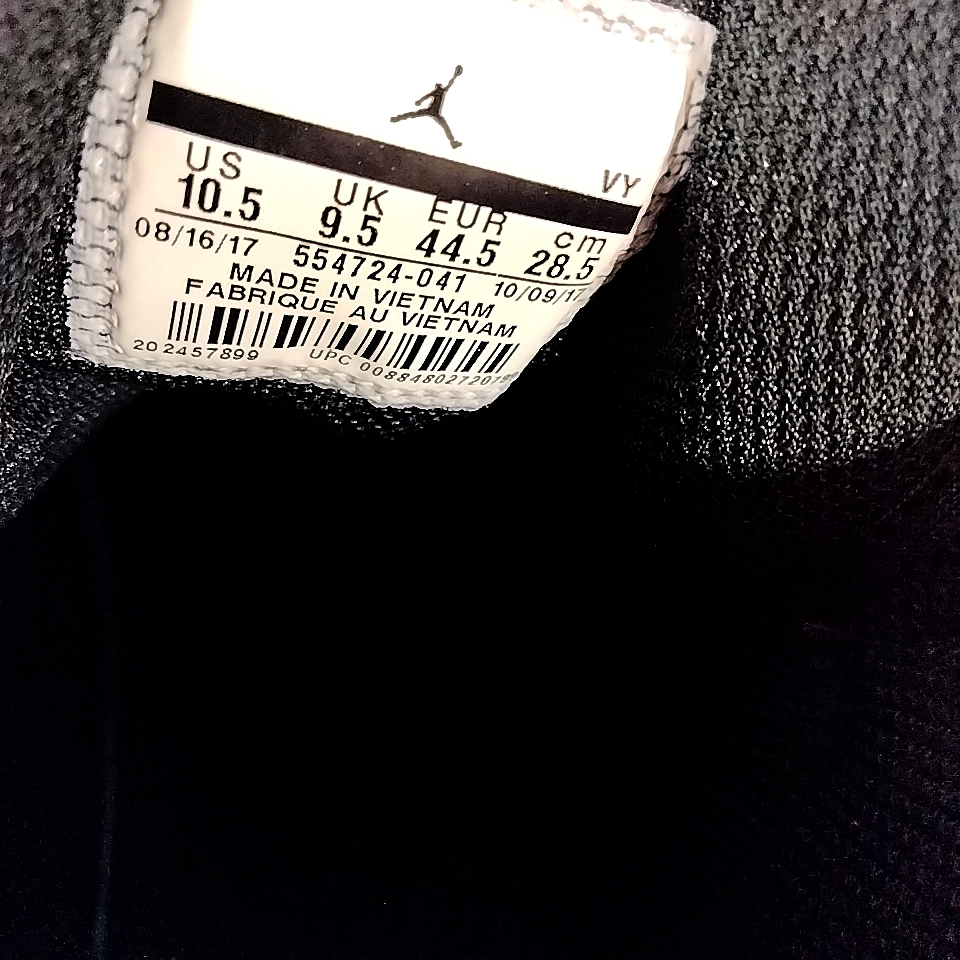 VY
US UK EUR cm
10.5 9.5 44.5 28.5
08/16/17 554724-041 10/09/17
MADE IN VIETNAM
FABRIQUE AU VIETNAM
202457899 UPC